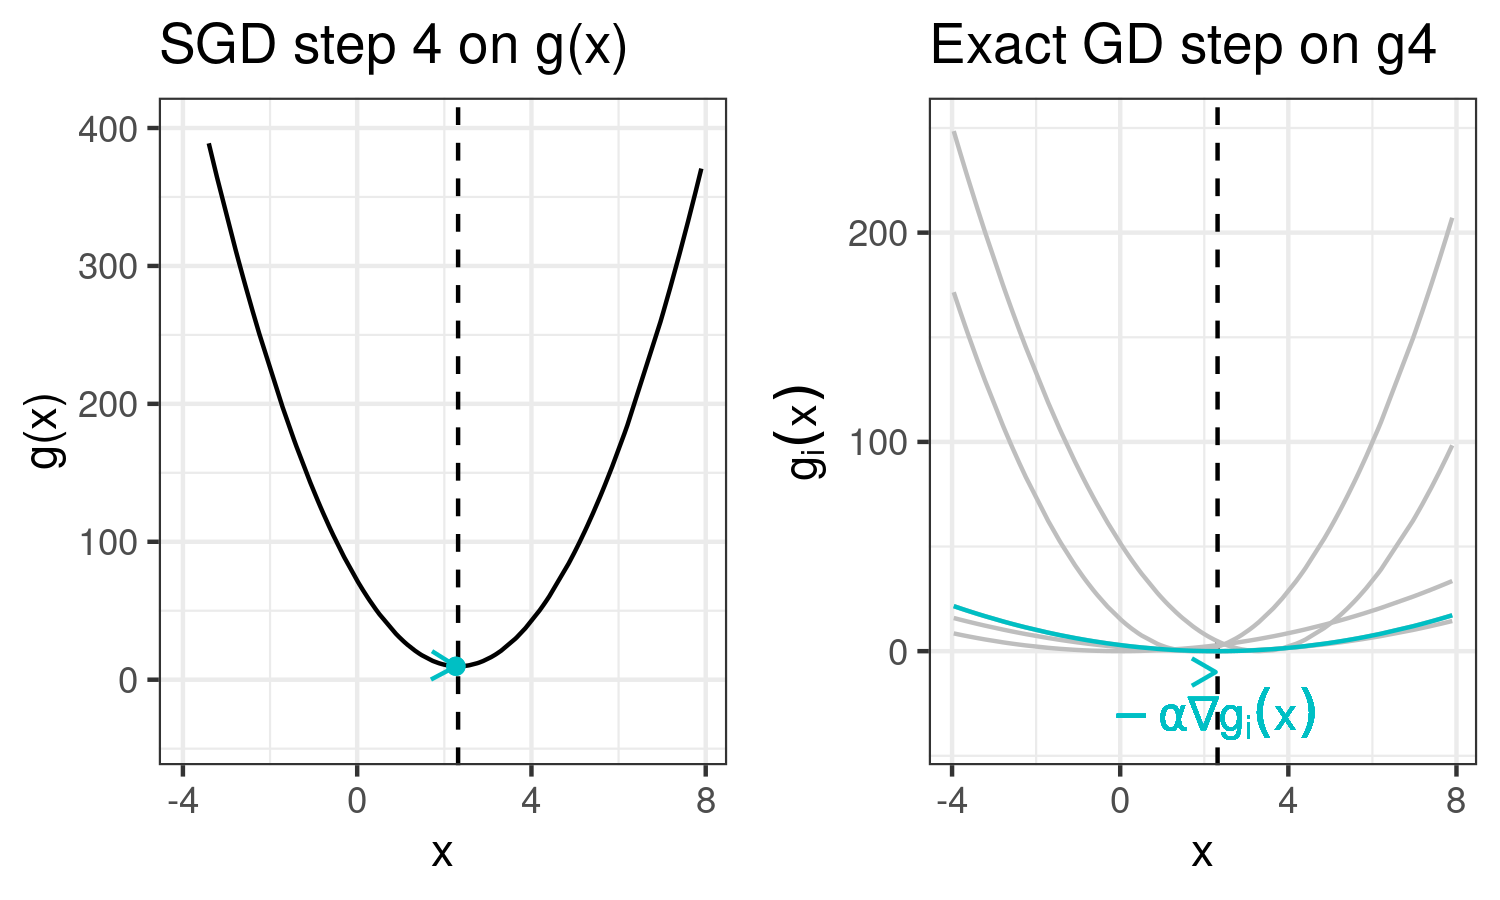 SGD step 4 on g(x)
400
300
200
100
0
g(x)
-4 0 4 8
x
Exact GD step on g4
200
100
0
gᵢ(x)
− α∇gᵢ(x)
-4 0 4 8
x